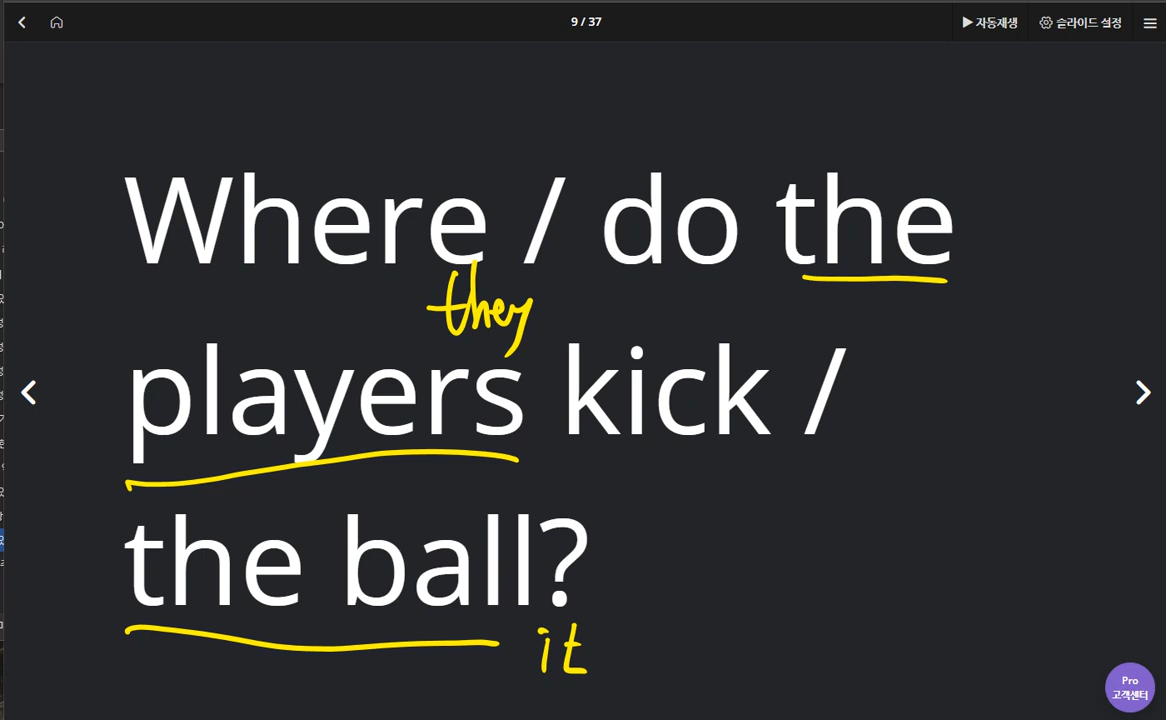 9 / 37
▶ 자동재생
슬라이드 설정
Where / do the
they
players kick /
the ball?
it
Pro
고객센터